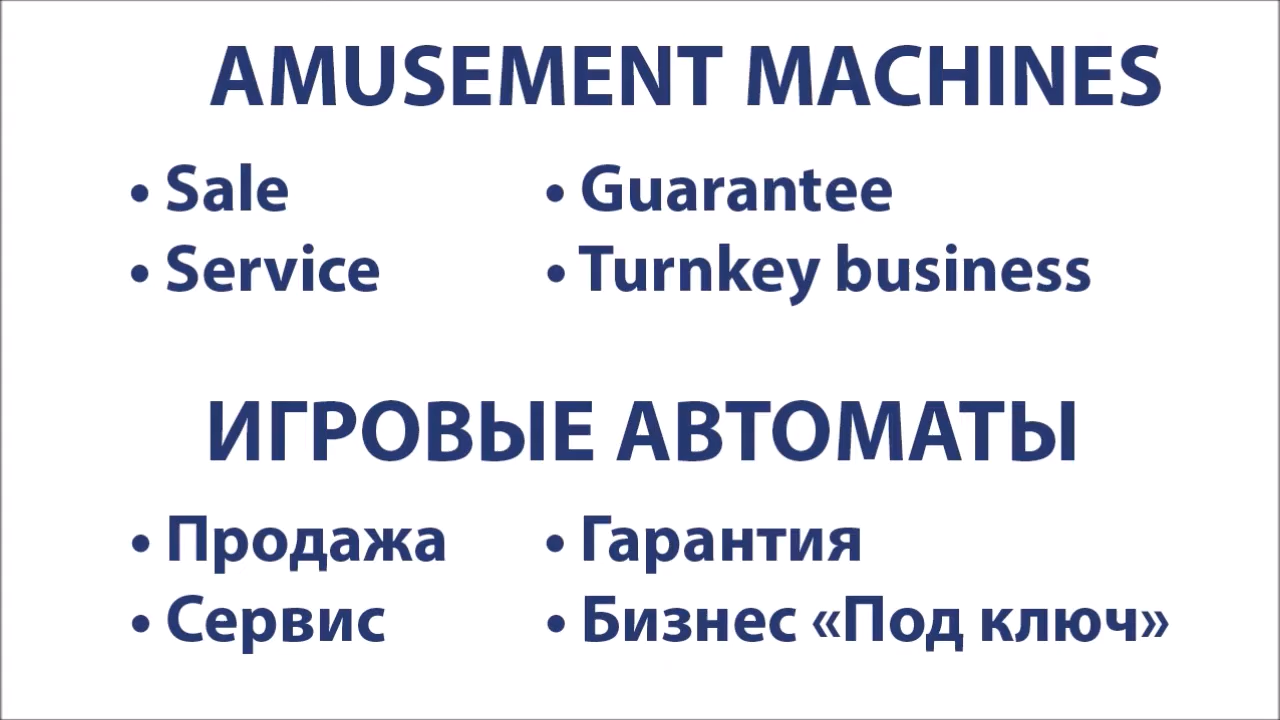 AMUSEMENT MACHINES
• Sale
• Service
• Guarantee
• Turnkey business
ИГРОВЫЕ АВТОМАТЫ
• Продажа
• Сервис
• Гарантия
• Бизнес «Под ключ»